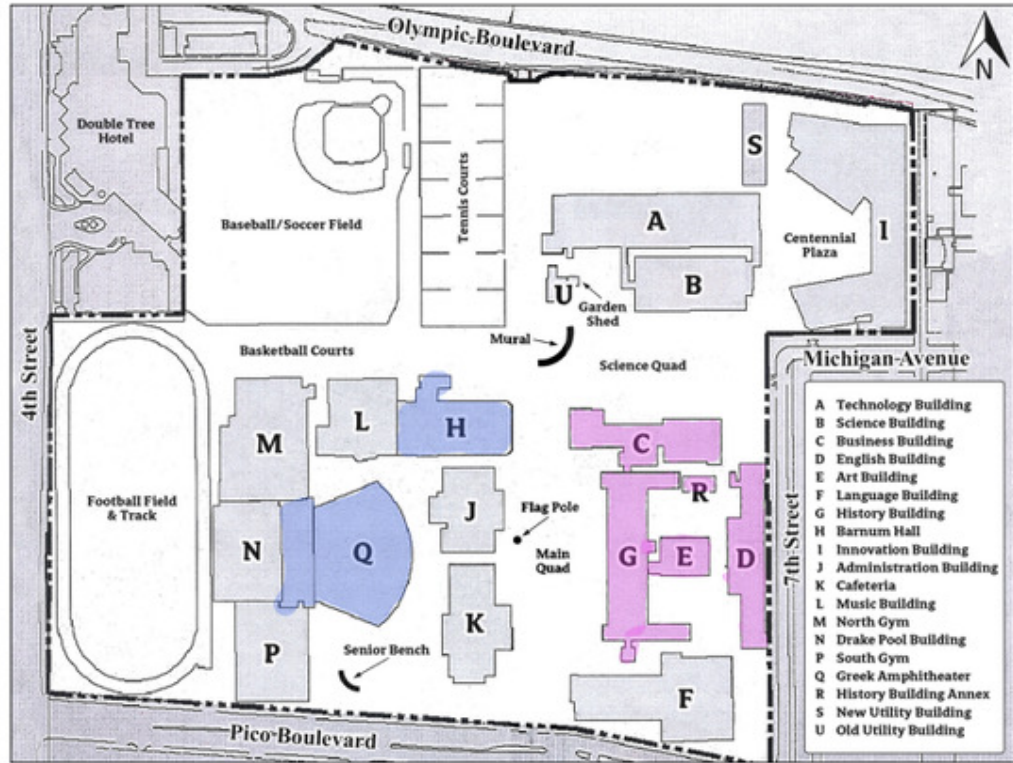 Olympic Boulevard
N
Double Tree
Hotel
S
Tennis Courts
A
Baseball/Soccer Field
I
Centennial
Plaza
B
U
Garden
Shed
Mural
4th Street
Basketball Courts
Science Quad
Michigan Avenue
A Technology Building
B Science Building
C Business Building
D English Building
E Art Building
F Language Building
G History Building
H Barnum Hall
I Innovation Building
J Administration Building
K Cafeteria
L Music Building
M North Gym
N Drake Pool Building
P South Gym
Q Greek Amphitheater
R History Building Annex
S New Utility Building
U Old Utility Building
L
H
M
C
Football Field
& Track
R
J
Flag Pole
7th Street
N
Q
Main
Quad
G
E
D
K
P
Senior Bench
F
Pico Boulevard